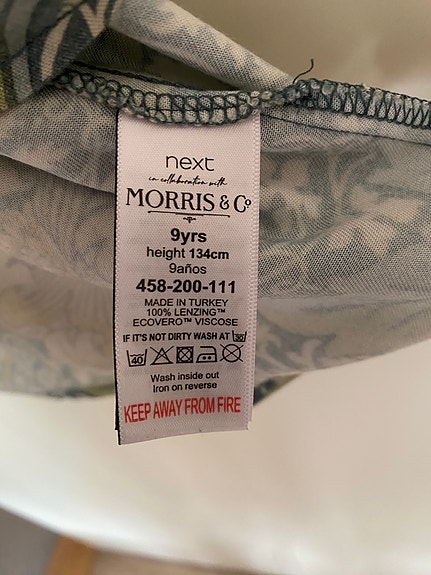 next
in collaboration with
MORRIS & Co
9yrs
height 134cm
9años
458-200-111
MADE IN TURKEY
100% LENZING™
ECOVERO™ VISCOSE
IF IT'S NOT DIRTY WASH AT 30
40
Wash inside out
Iron on reverse
KEEP AWAY FROM FIRE